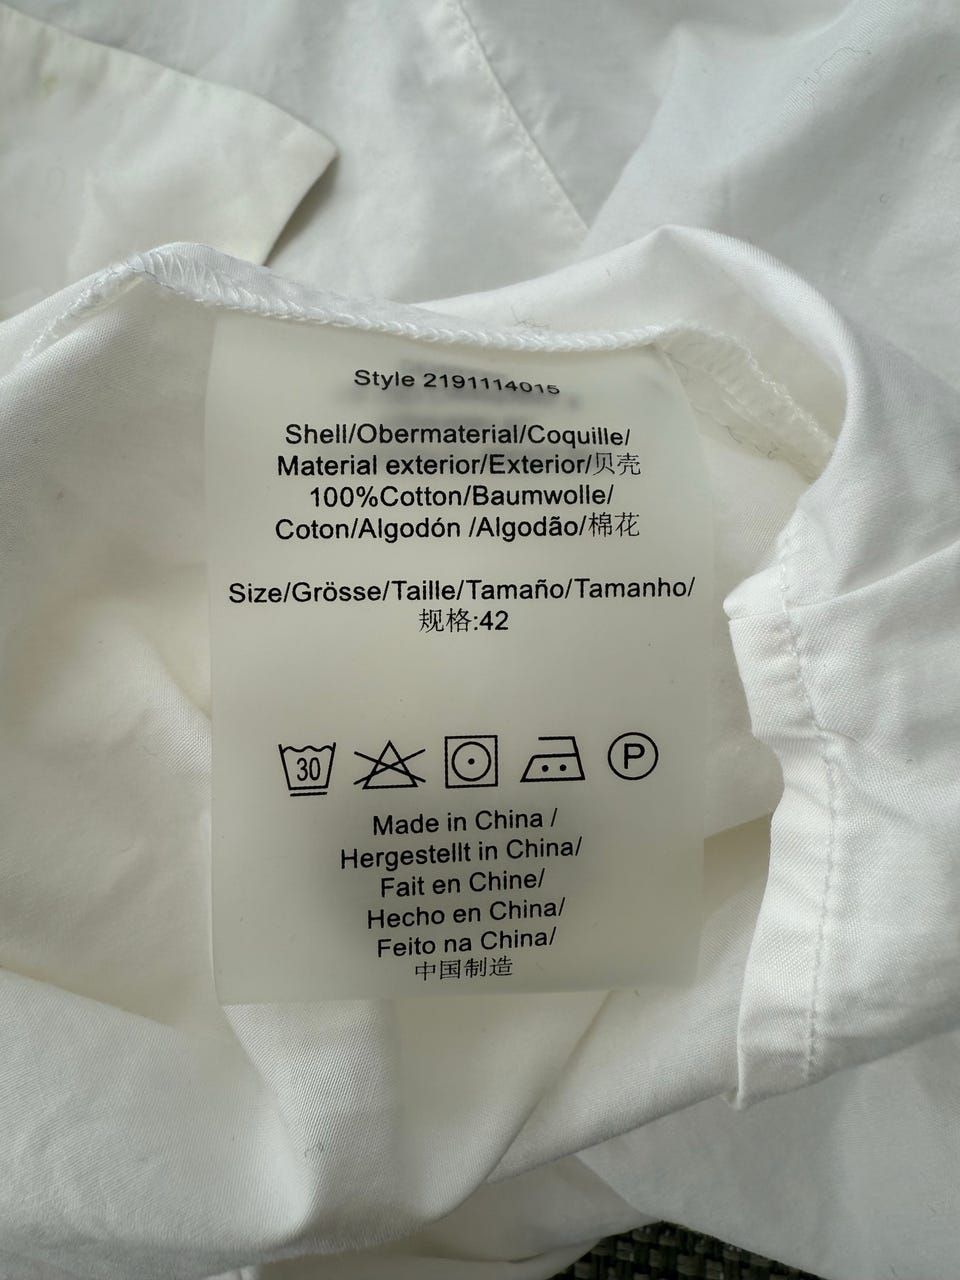 Style 2191114015
Shell/Obermaterial/Coquille/
Material exterior/Exterior/贝壳
100%Cotton/Baumwolle/
Coton/Algodón /Algodão/棉花
Size/Grösse/Taille/Tamaño/Tamanho/
规格:42
30
P
Made in China /
Hergestellt in China/
Fait en Chine/
Hecho en China/
Feito na China/
中国制造